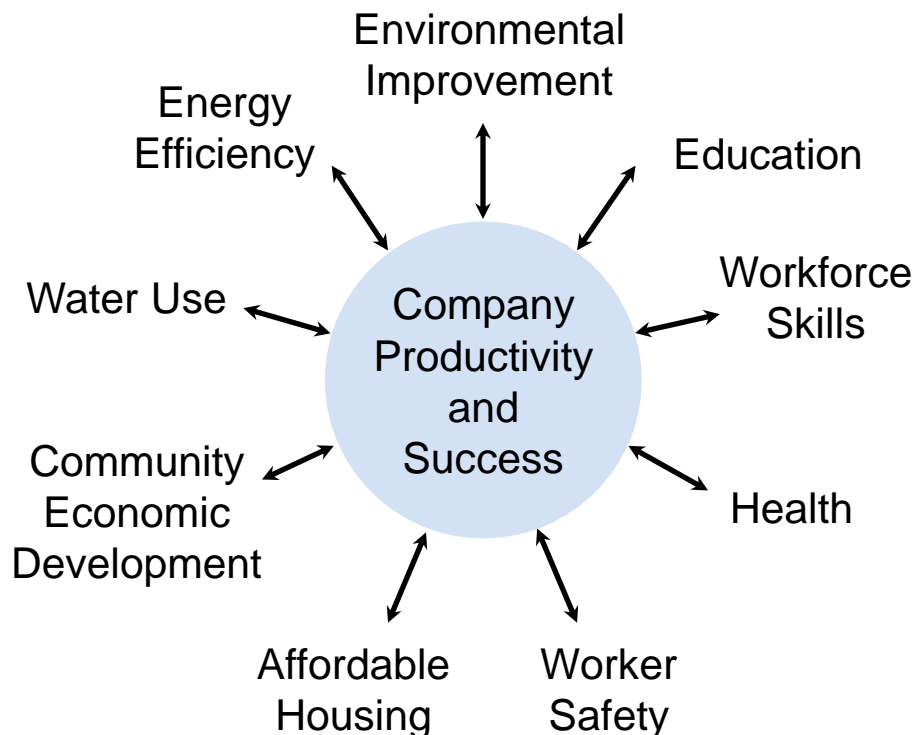 Environmental
Improvement
Energy
Efficiency
Education
Workforce
Skills
Water Use
Company
Productivity
and
Success
Community
Economic
Development
Health
Affordable
Housing
Worker
Safety